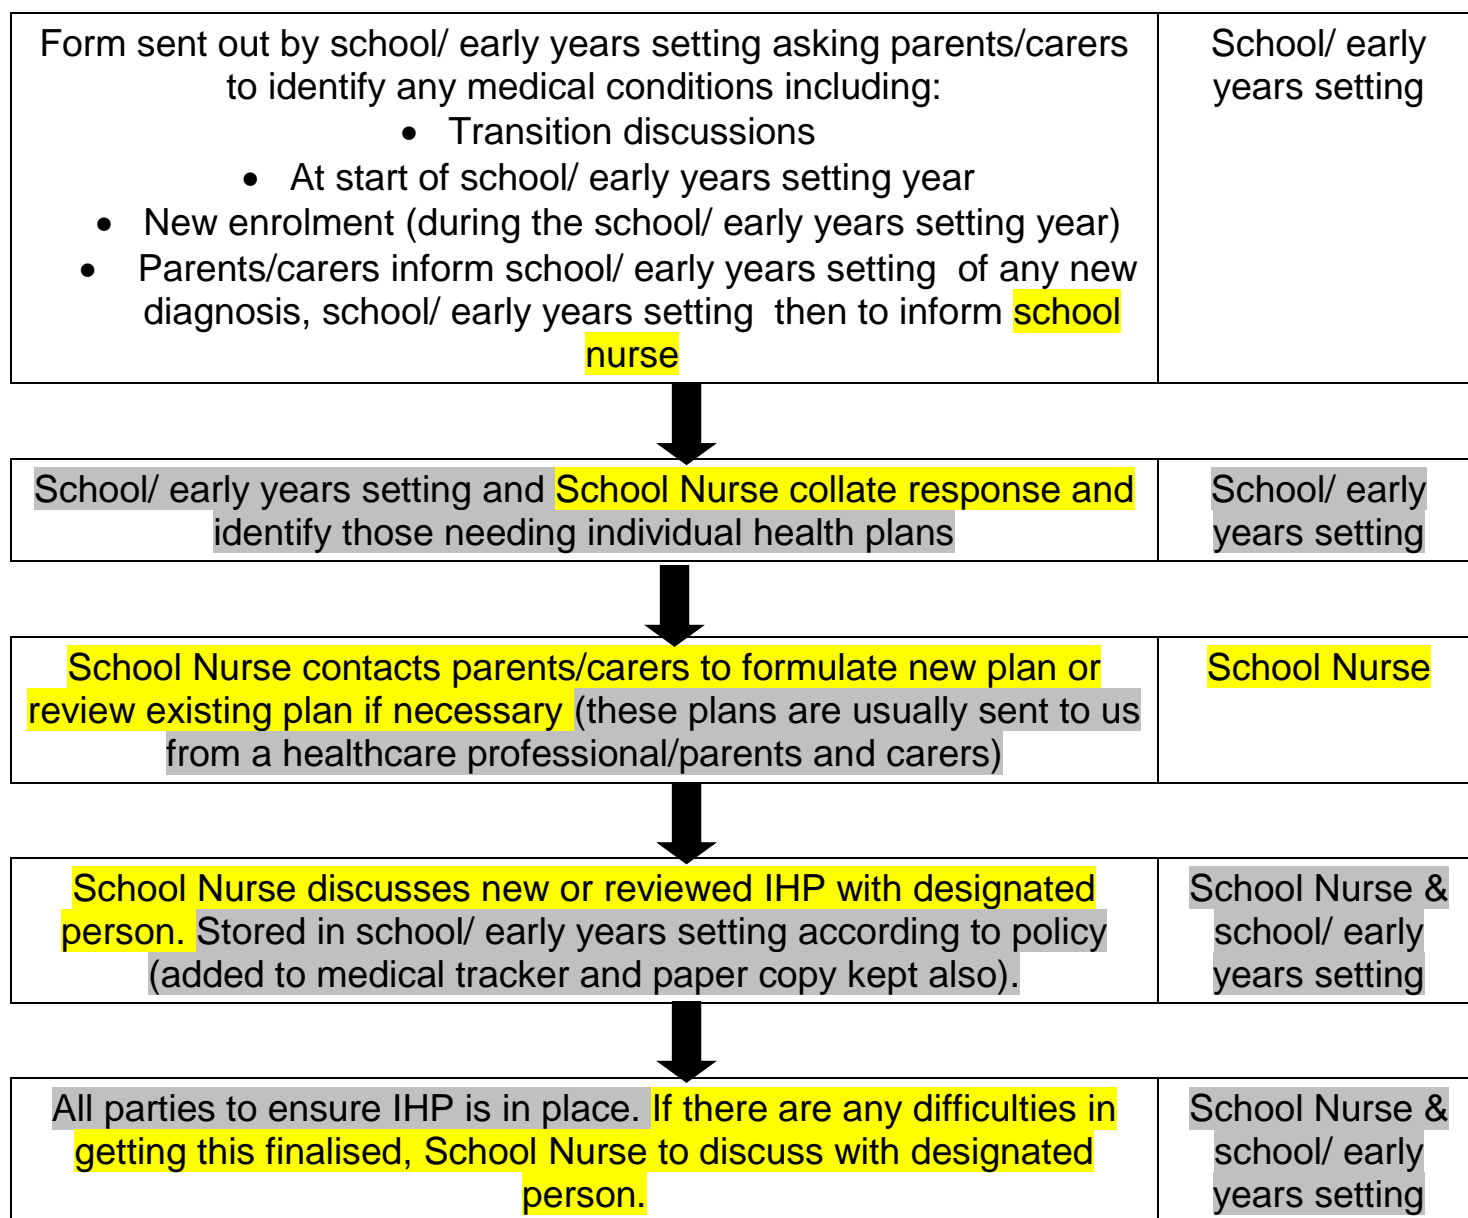 Form sent out by school/ early years setting asking parents/carers
to identify any medical conditions including:
• Transition discussions
• At start of school/ early years setting year
• New enrolment (during the school/ early years setting year)
• Parents/carers inform school/ early years setting of any new
diagnosis, school/ early years setting then to inform school
nurse
School/ early
years setting
School/ early years setting and School Nurse collate response and
identify those needing individual health plans
School/ early
years setting
School Nurse contacts parents/carers to formulate new plan or
review existing plan if necessary (these plans are usually sent to us
from a healthcare professional/parents and carers)
School Nurse
School Nurse discusses new or reviewed IHP with designated
person. Stored in school/ early years setting according to policy
(added to medical tracker and paper copy kept also).
School Nurse &
school/ early
years setting
All parties to ensure IHP is in place. If there are any difficulties in
getting this finalised, School Nurse to discuss with designated
person.
School Nurse &
school/ early
years setting